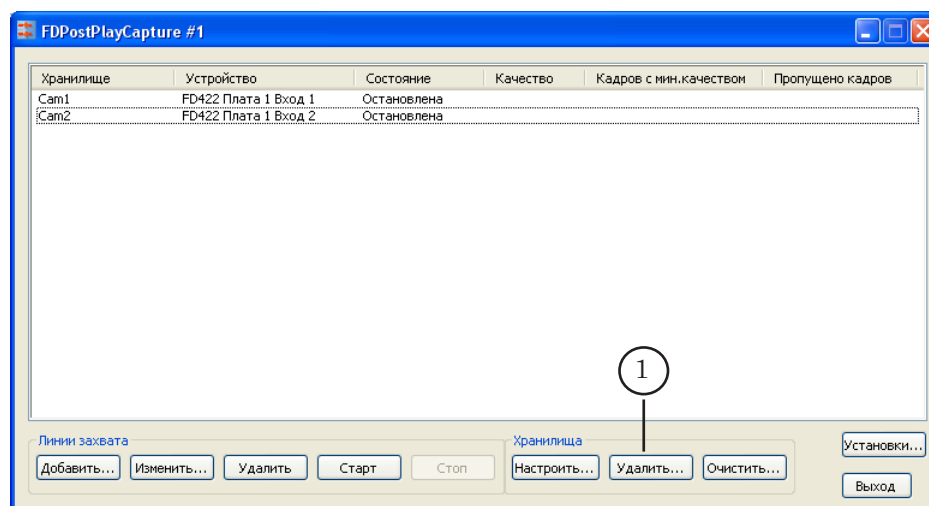 FDPostPlayCapture #1
Хранилище Устройство Состояние Качество Кадров с мин.качеством Пропущено кадров
Cam1 FD422 Плата 1 Вход 1 Остановлена
Cam2 FD422 Плата 1 Вход 2 Остановлена
1
Линии захвата Хранилища
Установки...
Добавить... Изменить... Удалить Старт Стоп Настроить... Удалить... Очистить...
Выход